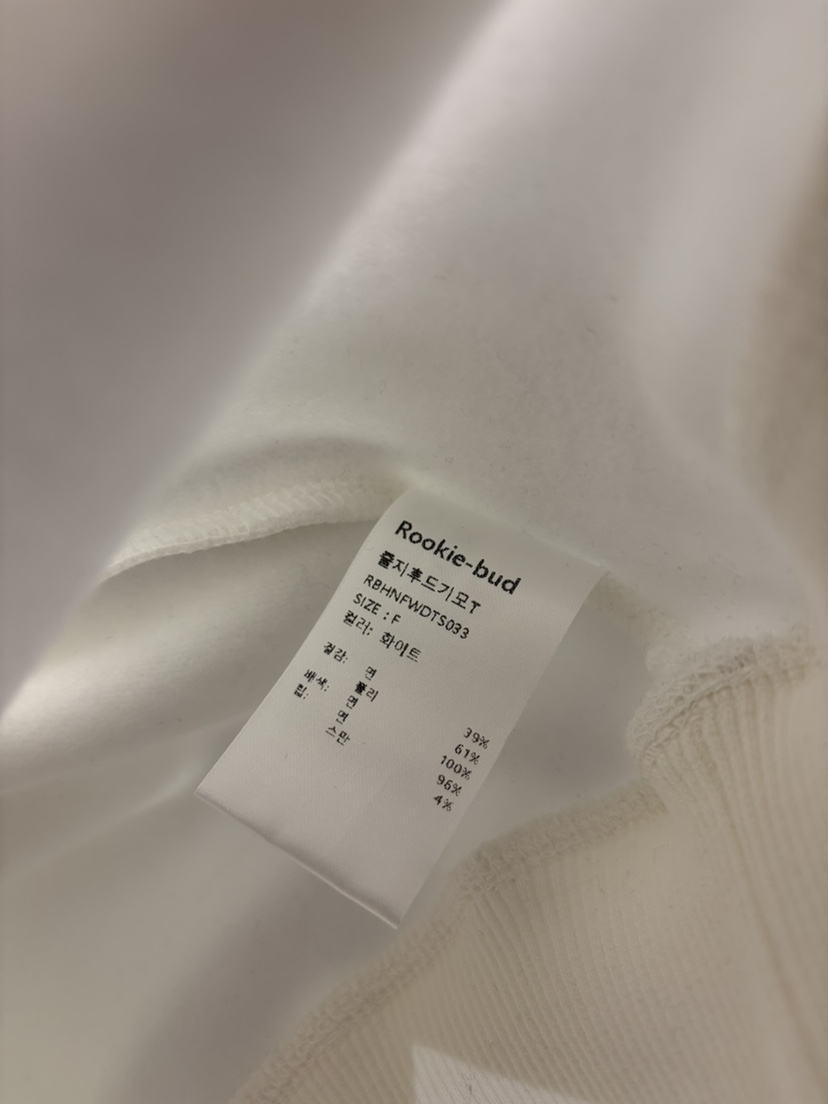 Rookie-bud
쭐지후드기모T
RBHNFWDTS033
SIZE : F
컬러: 화이트
겉감: 면 39%
폴리 61%
배색: 면 100%
립: 면 96%
스판 4%